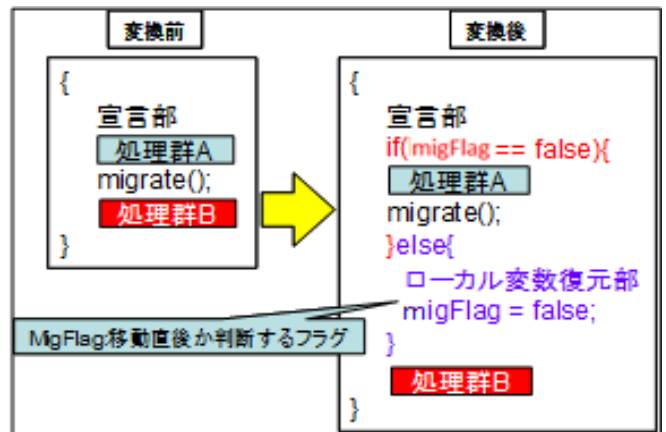 変換前
{
宣言部
処理群A
migrate();
処理群B
}
変換後
{
宣言部
if(migFlag == false){
処理群A
migrate();
}else{
ローカル変数復元部
migFlag = false;
}
処理群B
}
MigFlag:移動直後か判断するフラグ